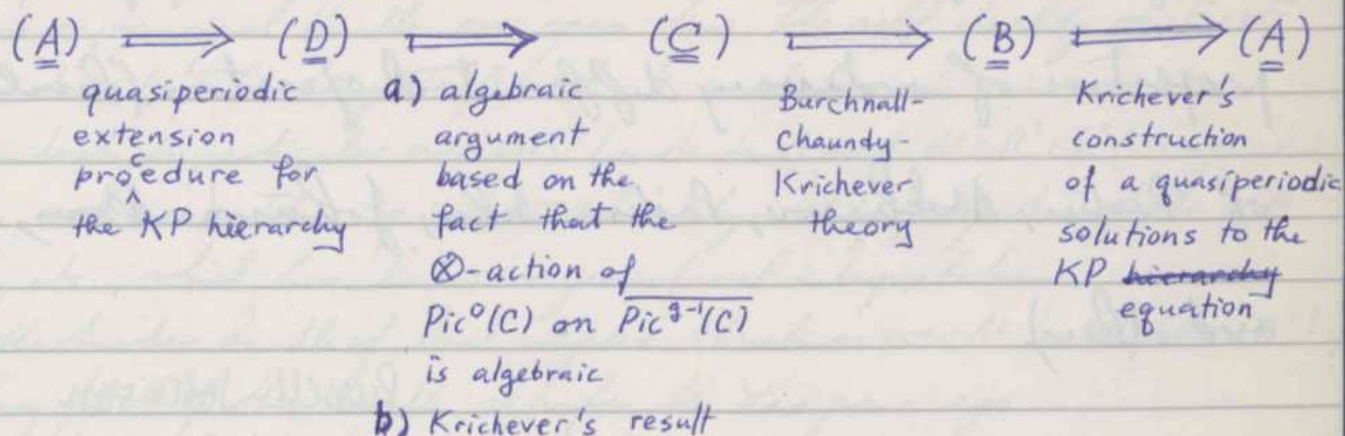 (A) ⟹ (D) ⟹ (C) ⟹ (B) ⟹ (A)
quasiperiodic
extension
procedure for
the KP hierarchy
a) algebraic
argument
based on the
fact that the
⊗-action of
Pic⁰(C) on \overline{Pic^{g-1}(C)}
is algebraic
b) Krichever's result
Burchnall-
Chaundy-
Krichever
theory
Krichever's
construction
of a quasiperiodic
solutions to the
KP ~~hierarchy~~
equation